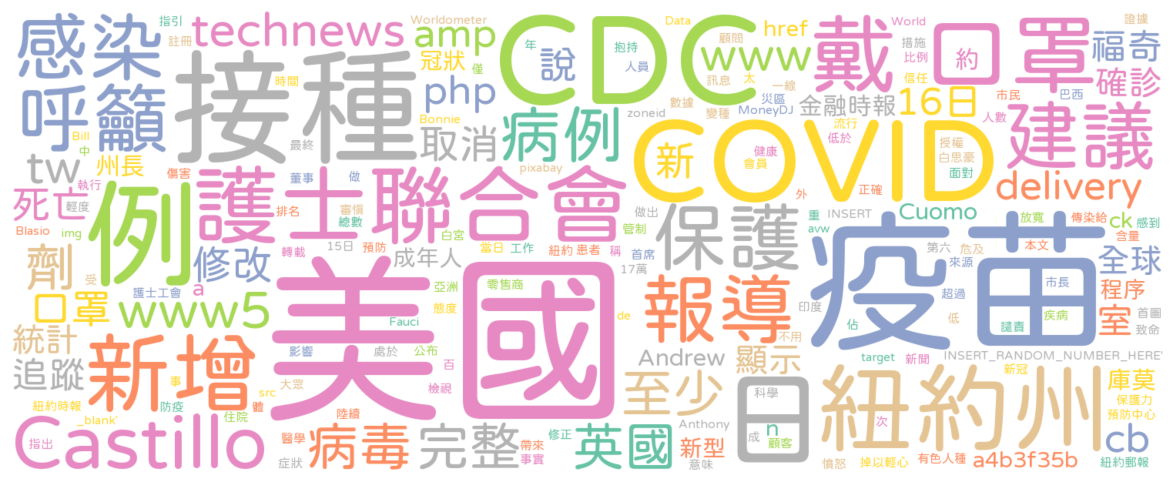 感染
指引
註冊
technews
Worldometer
amp
冠狀
年
僅
CDC
說
抱持
人員
Data
顧照
www
訊息
太
一線
href
戴口罩
約
World
措施
比例
信任
證據
福奇
確診
呼籲
接種
時間
最終
Bill
中
php
Bonnie
取消
病例
pixabay
zoneid
數據
變種
災區
MoneyDJ
金融時報
16日
市民
巴西
人數
建議
tw
州長
執行
傷害
COVID
新
流行
低於
健康
會員
授權
白思豪
面對
死亡
輕度
Blasio
img
例
護士聯合會
董事
做
排名
審慎
總數
轉載
15日
預防
白宮
當日
工作
紐約
患者
稱
做出
管制
首席
17萬
保護
外
正確
重
INSERT
avw
delivery
Cuomo
放寬
傳染給
ck
感到
含量
本文
劑
修改
受
a
護士工會
成年人
亞洲
態度
零售商
Fauci
公布
百
檢視
處於
影響
大眾
美國
de
報導
印度
不用
佔
疫苗
第六
危及
來源
超過
低
市長
譴責
疾病
全球
程序
室
首圖
致命
口罩
www5
統計
追蹤
新增
事
src
體
紐約時報
_blank'
防疫
住院
Andrew
顯示
target
新聞
INSERT_RANDOM_NUMBER_HERE'
新冠
至少
日
科學
成
n
顧客
紐約州
次
憤怒
掉以輕心
有色人種
庫莫
保護力
預防中心
cb
紐約郵報
Castillo
指出
醫學
症狀
陸續
病毒
完整
帶來
事實
修正
英國
Anthony
新型
意味
a4b3f35b